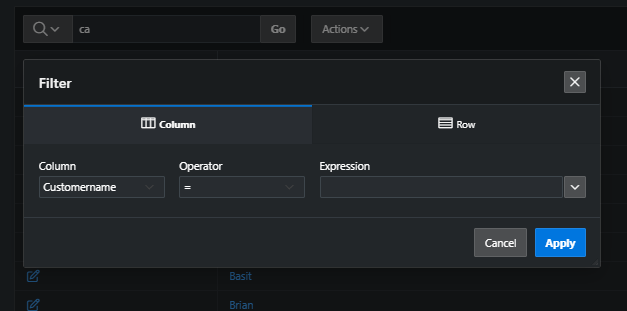 ca Go Actions
Filter
Column Row
Column Operator Expression
Customername =
Cancel Apply
Basit
Brian